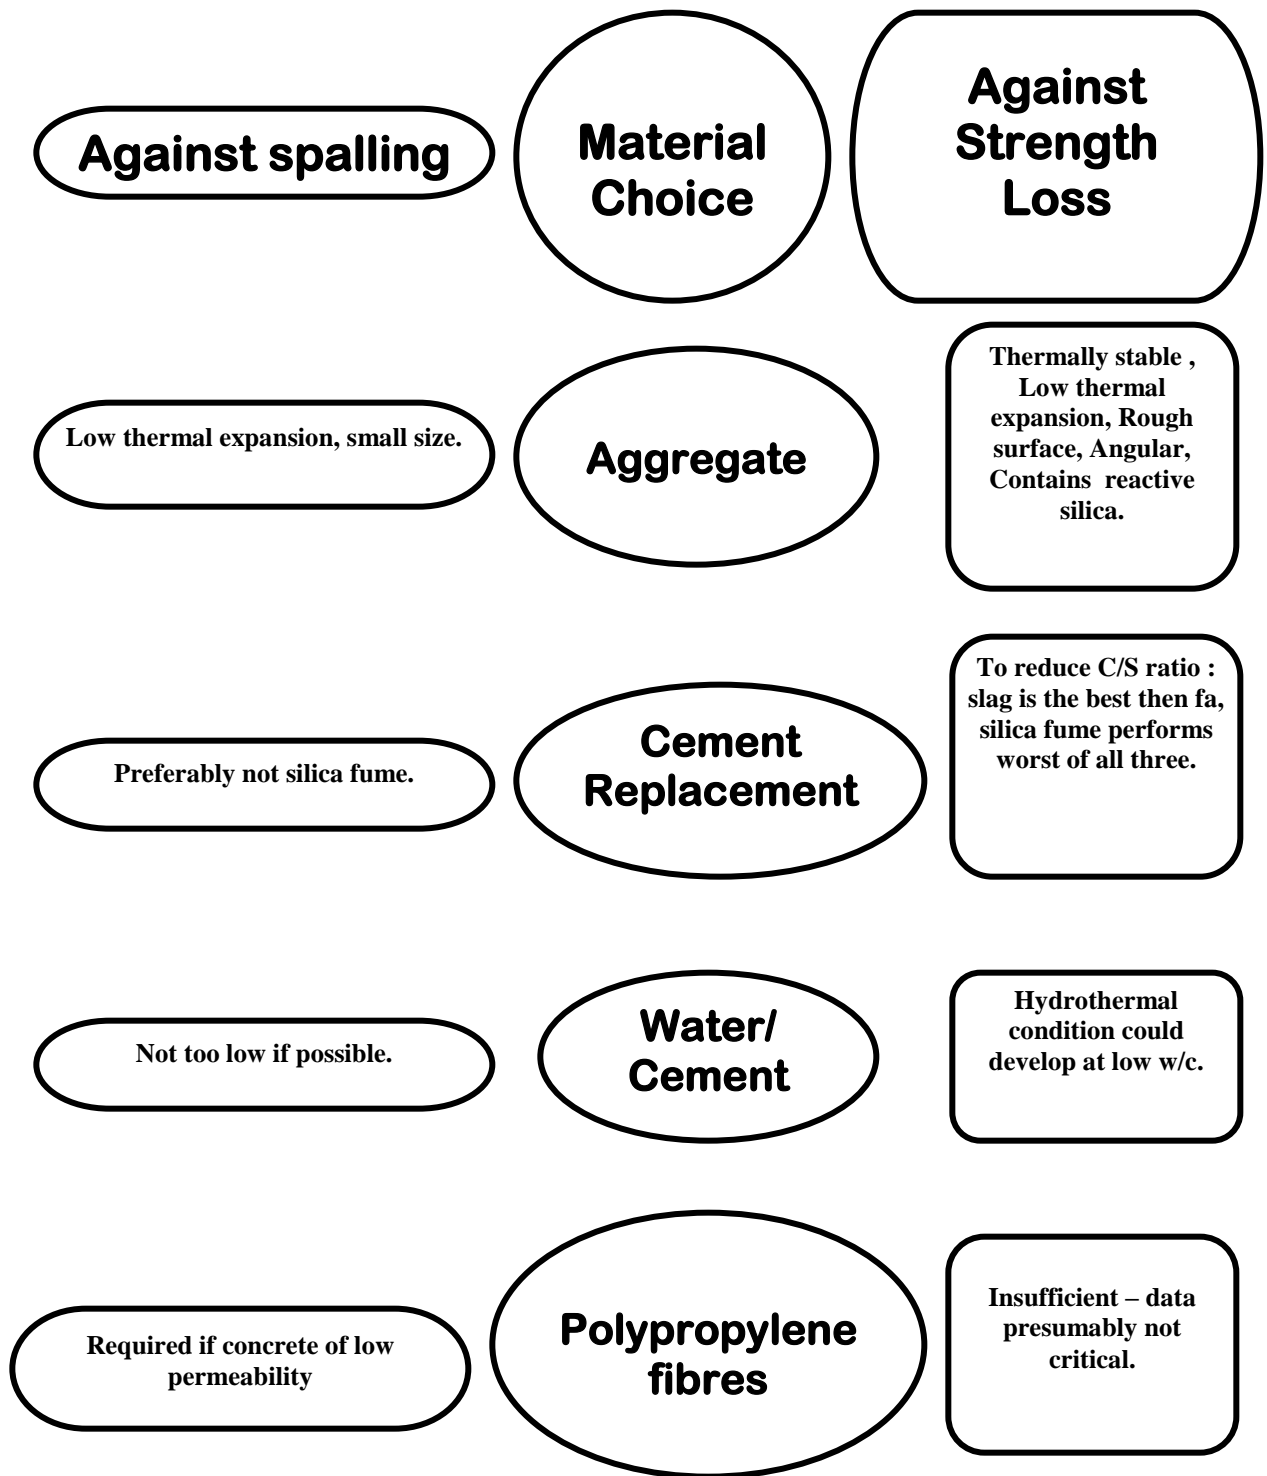 Against spalling
Material
Choice
Against
Strength
Loss
Low thermal expansion, small size.
Aggregate
Thermally stable ,
Low thermal
expansion, Rough
surface, Angular,
Contains  reactive
silica.
Preferably not silica fume.
Cement
Replacement
To reduce C/S ratio :
slag is the best then fa,
silica fume performs
worst of all three.
Not too low if possible.
Water/
Cement
Hydrothermal
condition could
develop at low w/c.
Required if concrete of low
permeability
Polypropylene
fibres
Insufficient – data
presumably not
critical.